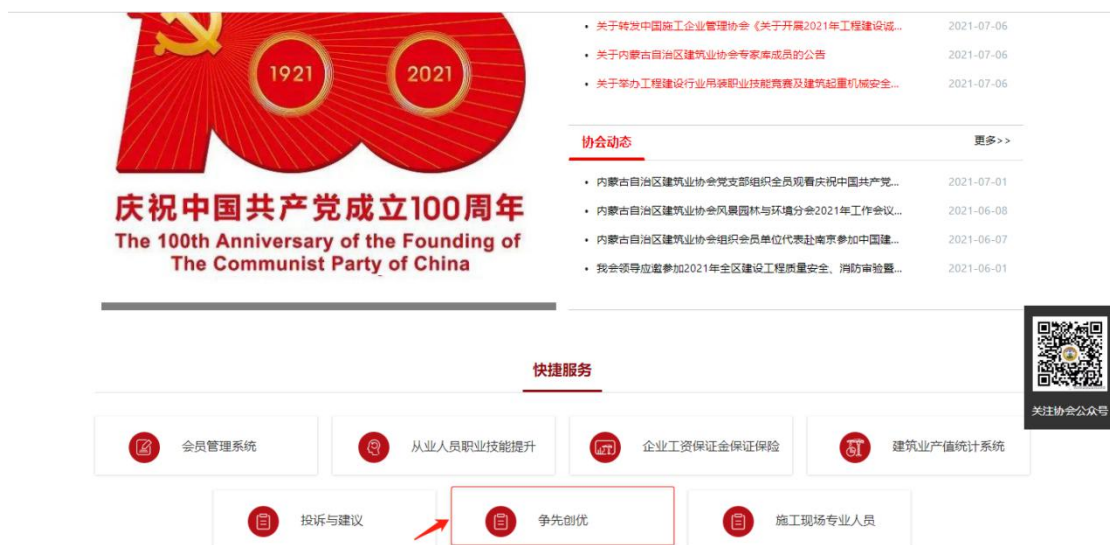 1921
2021
庆祝中国共产党成立100周年
The 100th Anniversary of the Founding of
The Communist Party of China
• 关于转发中国施工企业管理协会《关于开展2021年工程建设诚... 2021-07-06
• 关于内蒙古自治区建筑业协会专家库成员的公告 2021-07-06
• 关于举办工程建设行业吊装职业技能竞赛及建筑起重机械安全... 2021-07-06
协会动态 更多>>
• 内蒙古自治区建筑业协会党支部组织全员观看庆祝中国共产党... 2021-07-01
• 内蒙古自治区建筑业协会风景园林与环境分会2021年工作会议... 2021-06-08
• 内蒙古自治区建筑业协会组织会员单位代表赴南京参加中国建... 2021-06-07
• 我会领导应邀参加2021年全区建设工程质量安全、消防审验暨... 2021-06-01
关注协会公众号
快捷服务
会员管理系统 从业人员职业技能提升 企业工资保证金保证保险 建筑业产值统计系统
投诉与建议 争先创优 施工现场专业人员